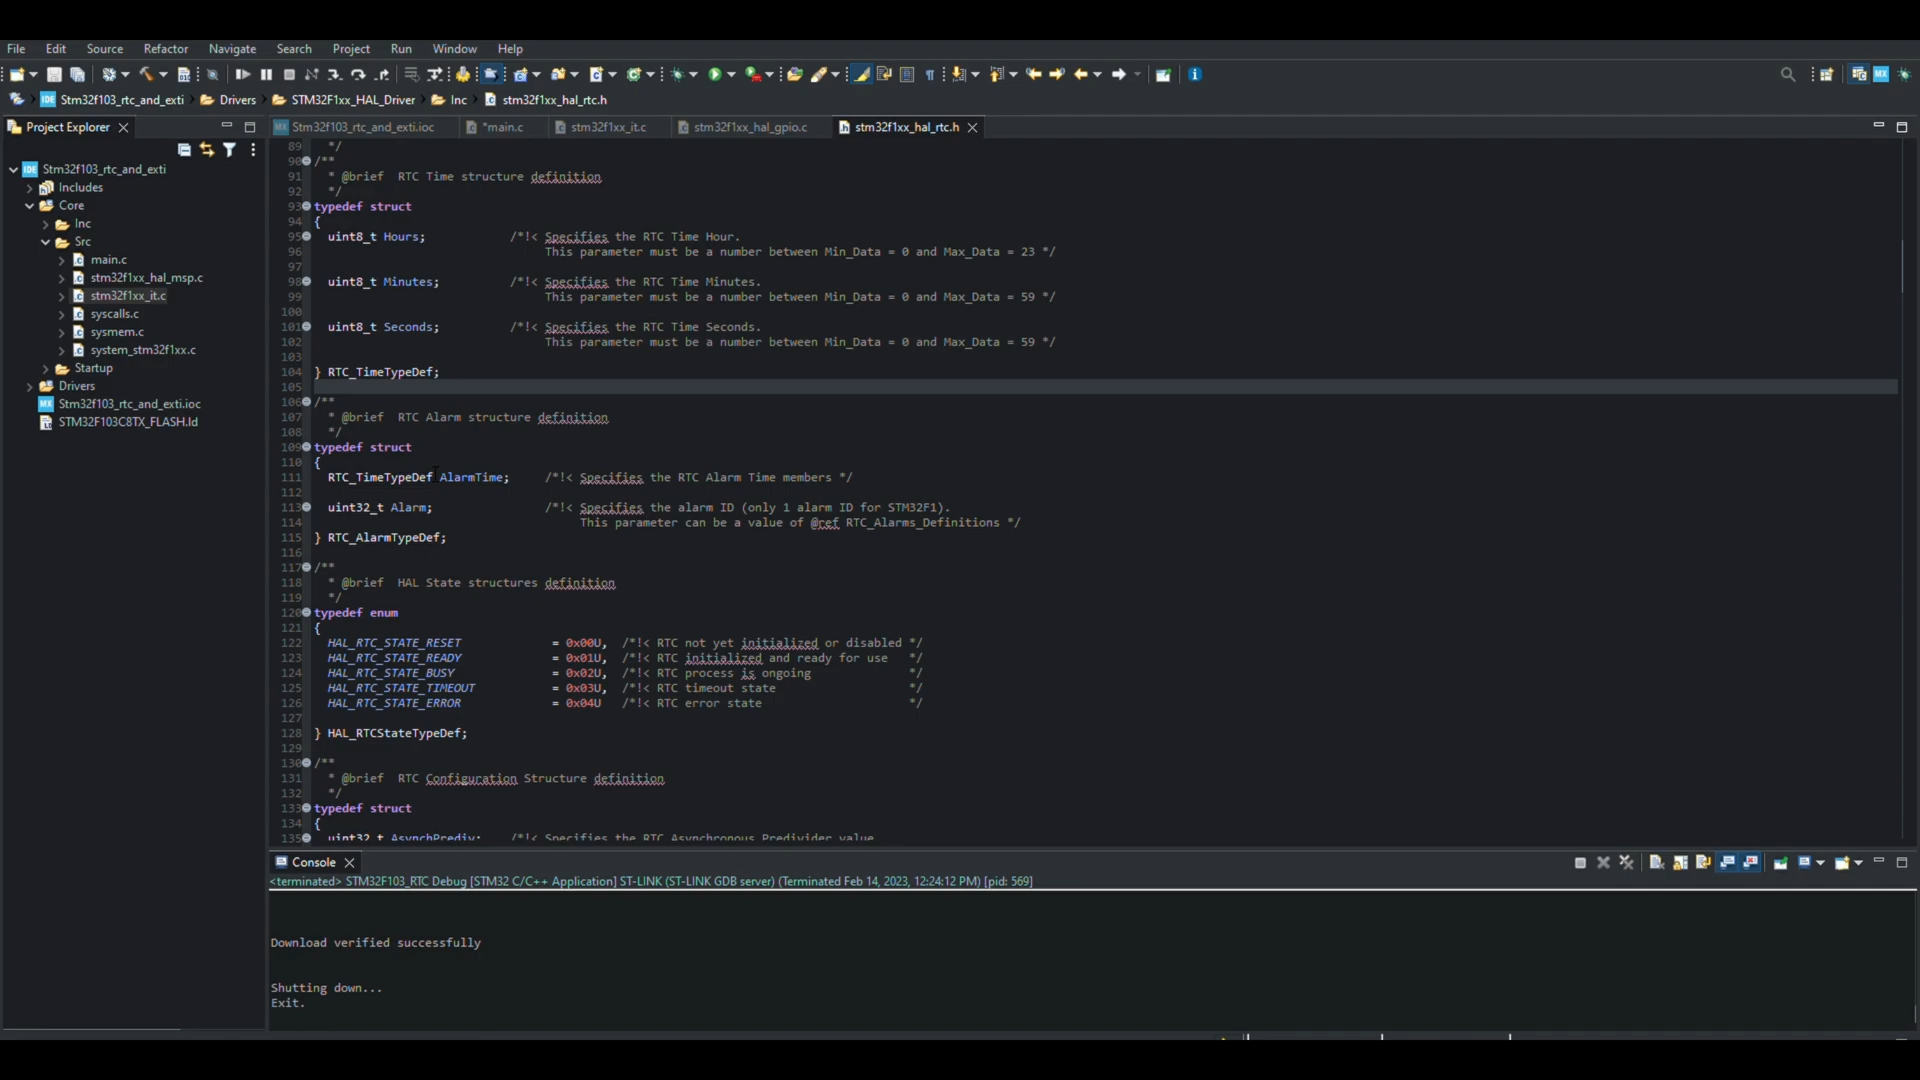 File Edit Source Refactor Navigate Search Project Run Window Help
Stm32f103_rtc_and_exti Drivers STM32F1xx_HAL_Driver Inc stm32f1xx_hal_rtc.h
Project Explorer
Stm32f103_rtc_and_exti.ioc *main.c stm32f1xx_it.c stm32f1xx_hal_gpio.c stm32f1xx_hal_rtc.h
Stm32f103_rtc_and_exti
Includes
Core
Inc
Src
main.c
stm32f1xx_hal_msp.c
stm32f1xx_it.c
syscalls.c
sysmem.c
system_stm32f1xx.c
Startup
Drivers
Stm32f103_rtc_and_exti.ioc
STM32F103C8TX_FLASH.ld
89 */
90 /**
91 * @brief RTC Time structure definition
92 */
93 typedef struct
94 {
95 uint8_t Hours; /*!< Specifies the RTC Time Hour.
96 This parameter must be a number between Min_Data = 0 and Max_Data = 23 */
97
98 uint8_t Minutes; /*!< Specifies the RTC Time Minutes.
99 This parameter must be a number between Min_Data = 0 and Max_Data = 59 */
100
101 uint8_t Seconds; /*!< Specifies the RTC Time Seconds.
102 This parameter must be a number between Min_Data = 0 and Max_Data = 59 */
103
104 } RTC_TimeTypeDef;
105
106 /**
107 * @brief RTC Alarm structure definition
108 */
109 typedef struct
110 {
111 RTC_TimeTypeDef AlarmTime; /*!< Specifies the RTC Alarm Time members */
112
113 uint32_t Alarm; /*!< Specifies the alarm ID (only 1 alarm ID for STM32F1).
114 This parameter can be a value of @ref RTC_Alarms_Definitions */
115 } RTC_AlarmTypeDef;
116
117 /**
118 * @brief HAL State structures definition
119 */
120 typedef enum
121 {
122 HAL_RTC_STATE_RESET = 0x00U, /*!< RTC not yet initialized or disabled */
123 HAL_RTC_STATE_READY = 0x01U, /*!< RTC initialized and ready for use */
124 HAL_RTC_STATE_BUSY = 0x02U, /*!< RTC process is ongoing */
125 HAL_RTC_STATE_TIMEOUT = 0x03U, /*!< RTC timeout state */
126 HAL_RTC_STATE_ERROR = 0x04U /*!< RTC error state */
127
128 } HAL_RTCStateTypeDef;
129
130 /**
131 * @brief RTC Configuration Structure definition
132 */
133 typedef struct
134 {
135 uint32_t AsynchPrediv; /*!< Specifies the RTC Asynchronous Predivider value
Console
<terminated> STM32F103_RTC Debug [STM32 C/C++ Application] ST-LINK (ST-LINK GDB server) (Terminated Feb 14, 2023, 12:24:12 PM) [pid: 569]
Download verified successfully
Shutting down...
Exit.